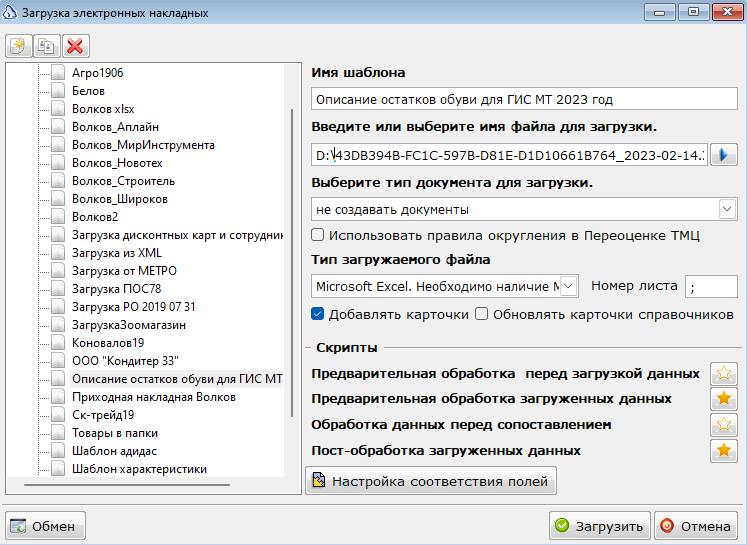 Загрузка электронных накладных
Агро1906
Белов
Волков xlsx
Волков_Аплайн
Волков_МирИнструмента
Волков_Новотех
Волков_Строитель
Волков_Широков
Волков2
Загрузка дисконтных карт и сотрудник
Загрузка из XML
Загрузка от МЕТРО
Загрузка ПОС78
Загрузка РО 2019 07 31
ЗагрузкаЗоомагазин
Коновалов19
ООО "Кондитер 33"
Описание остатков обуви для ГИС МТ
Приходная накладная Волков
Ск-трейд19
Товары в папки
Шаблон адидас
Шаблон характеристики
Имя шаблона
Описание остатков обуви для ГИС МТ 2023 год
Введите или выберите имя файла для загрузки.
D:\43DB394B-FC1C-597B-D81E-D1D10661B764_2023-02-14.
Выберите тип документа для загрузки.
не создавать документы
Использовать правила округления в Переоценке ТМЦ
Тип загружаемого файла
Microsoft Excel. Необходимо наличие М Номер листа ;
Добавлять карточки Обновлять карточки справочников
Скрипты
Предварительная обработка перед загрузкой данных
Предварительная обработка загруженных данных
Обработка данных перед сопоставлением
Пост-обработка загруженных данных
Настройка соответствия полей
Обмен Загрузить Отмена